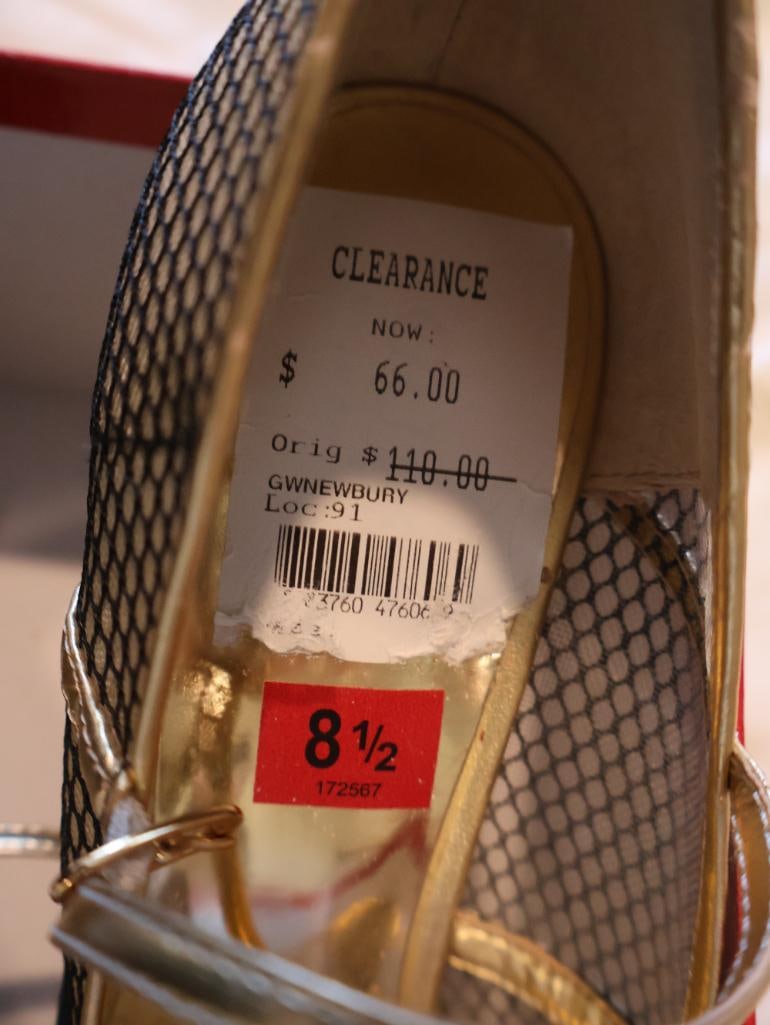 CLEARANCE
NOW:
$ 66.00
Orig $ 110.00
GWNEWBURY
Loc:91
8 1/2
172567